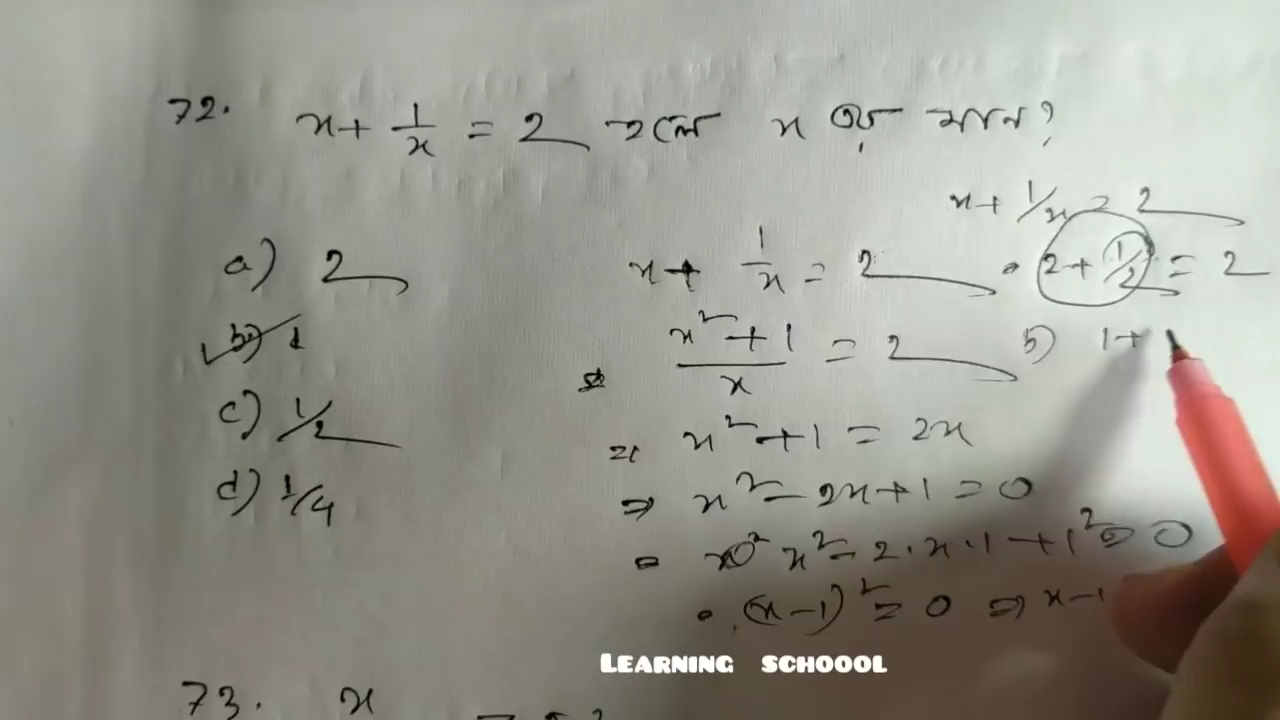 72. x + 1/x = 2 হলে x এর মান?
a) 2
b) 1
c) 1/2
d) 1/4
x + 1/x = 2
x + 1/x = 2
2 + 1/2 = 2
(x² + 1)/x = 2
b) 1 +
⇒ x² + 1 = 2x
⇒ x² - 2x + 1 = 0
= x² - 2.x.1 + 1² = 0
(x - 1)² = 0 ⇒ x - 1
LEARNING SCHOOOL
73. x